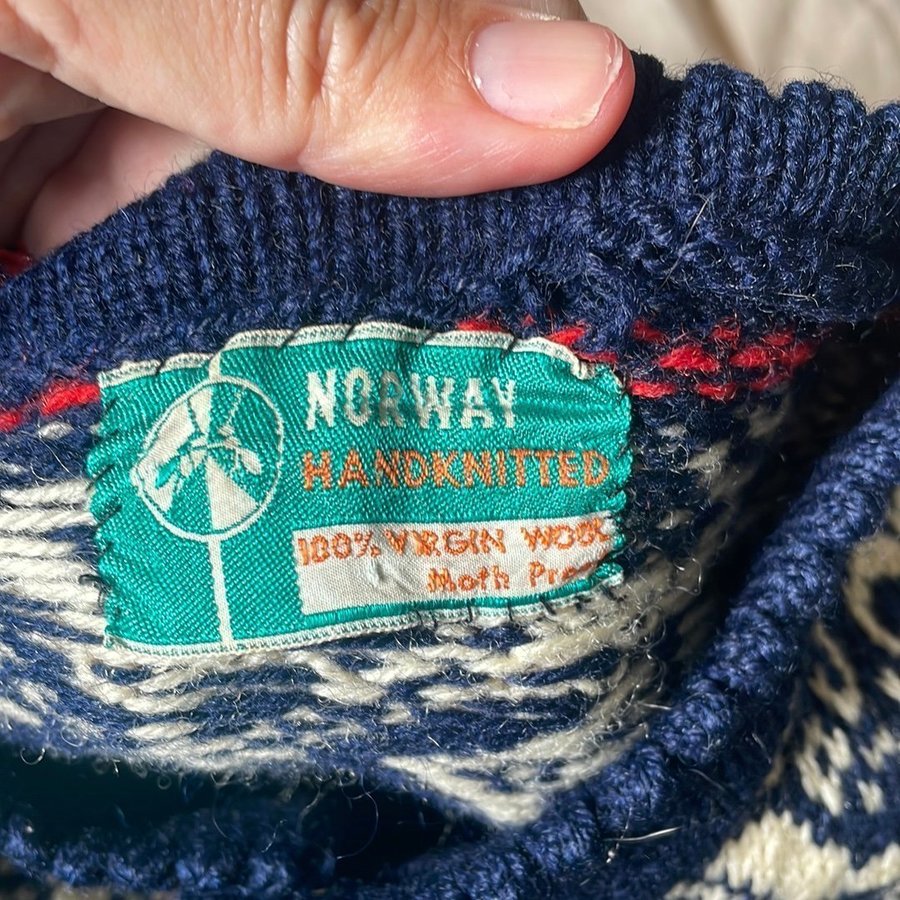 NORWAY
HANDKNITTED
100% VIRGIN WOOL
Moth